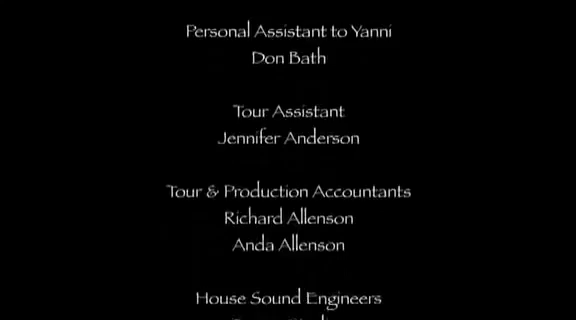 Personal Assistant to Yanni
Don Bath
Tour Assistant
Jennifer Anderson
Tour & Production Accountants
Richard Allenson
Anda Allenson
House Sound Engineers